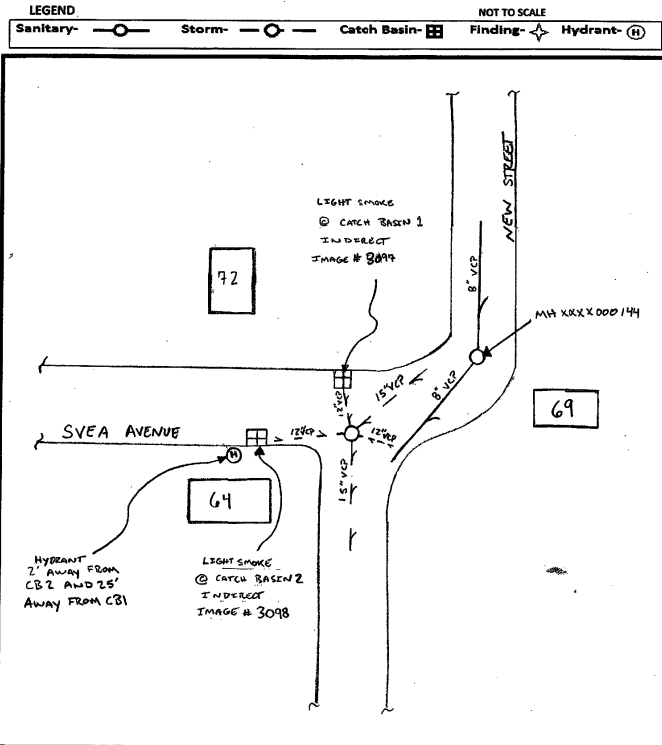 LEGEND
NOT TO SCALE
Sanitary- Storm- Catch Basin- Finding- Hydrant- H
NEW STREET
LIGHT SMOKE
@ CATCH BASIN 1
INDIRECT
IMAGE # 3097
72
8" VCP
MH XXXX000144
15" VCP
8" VCP
12" VCP
69
SVEA AVENUE
12" VCP
12" VCP
H
15" VCP
64
HYDRANT
2' AWAY FROM
CB2 AND 25'
AWAY FROM CB1
LIGHT SMOKE
@ CATCH BASIN 2
INDIRECT
IMAGE # 3098